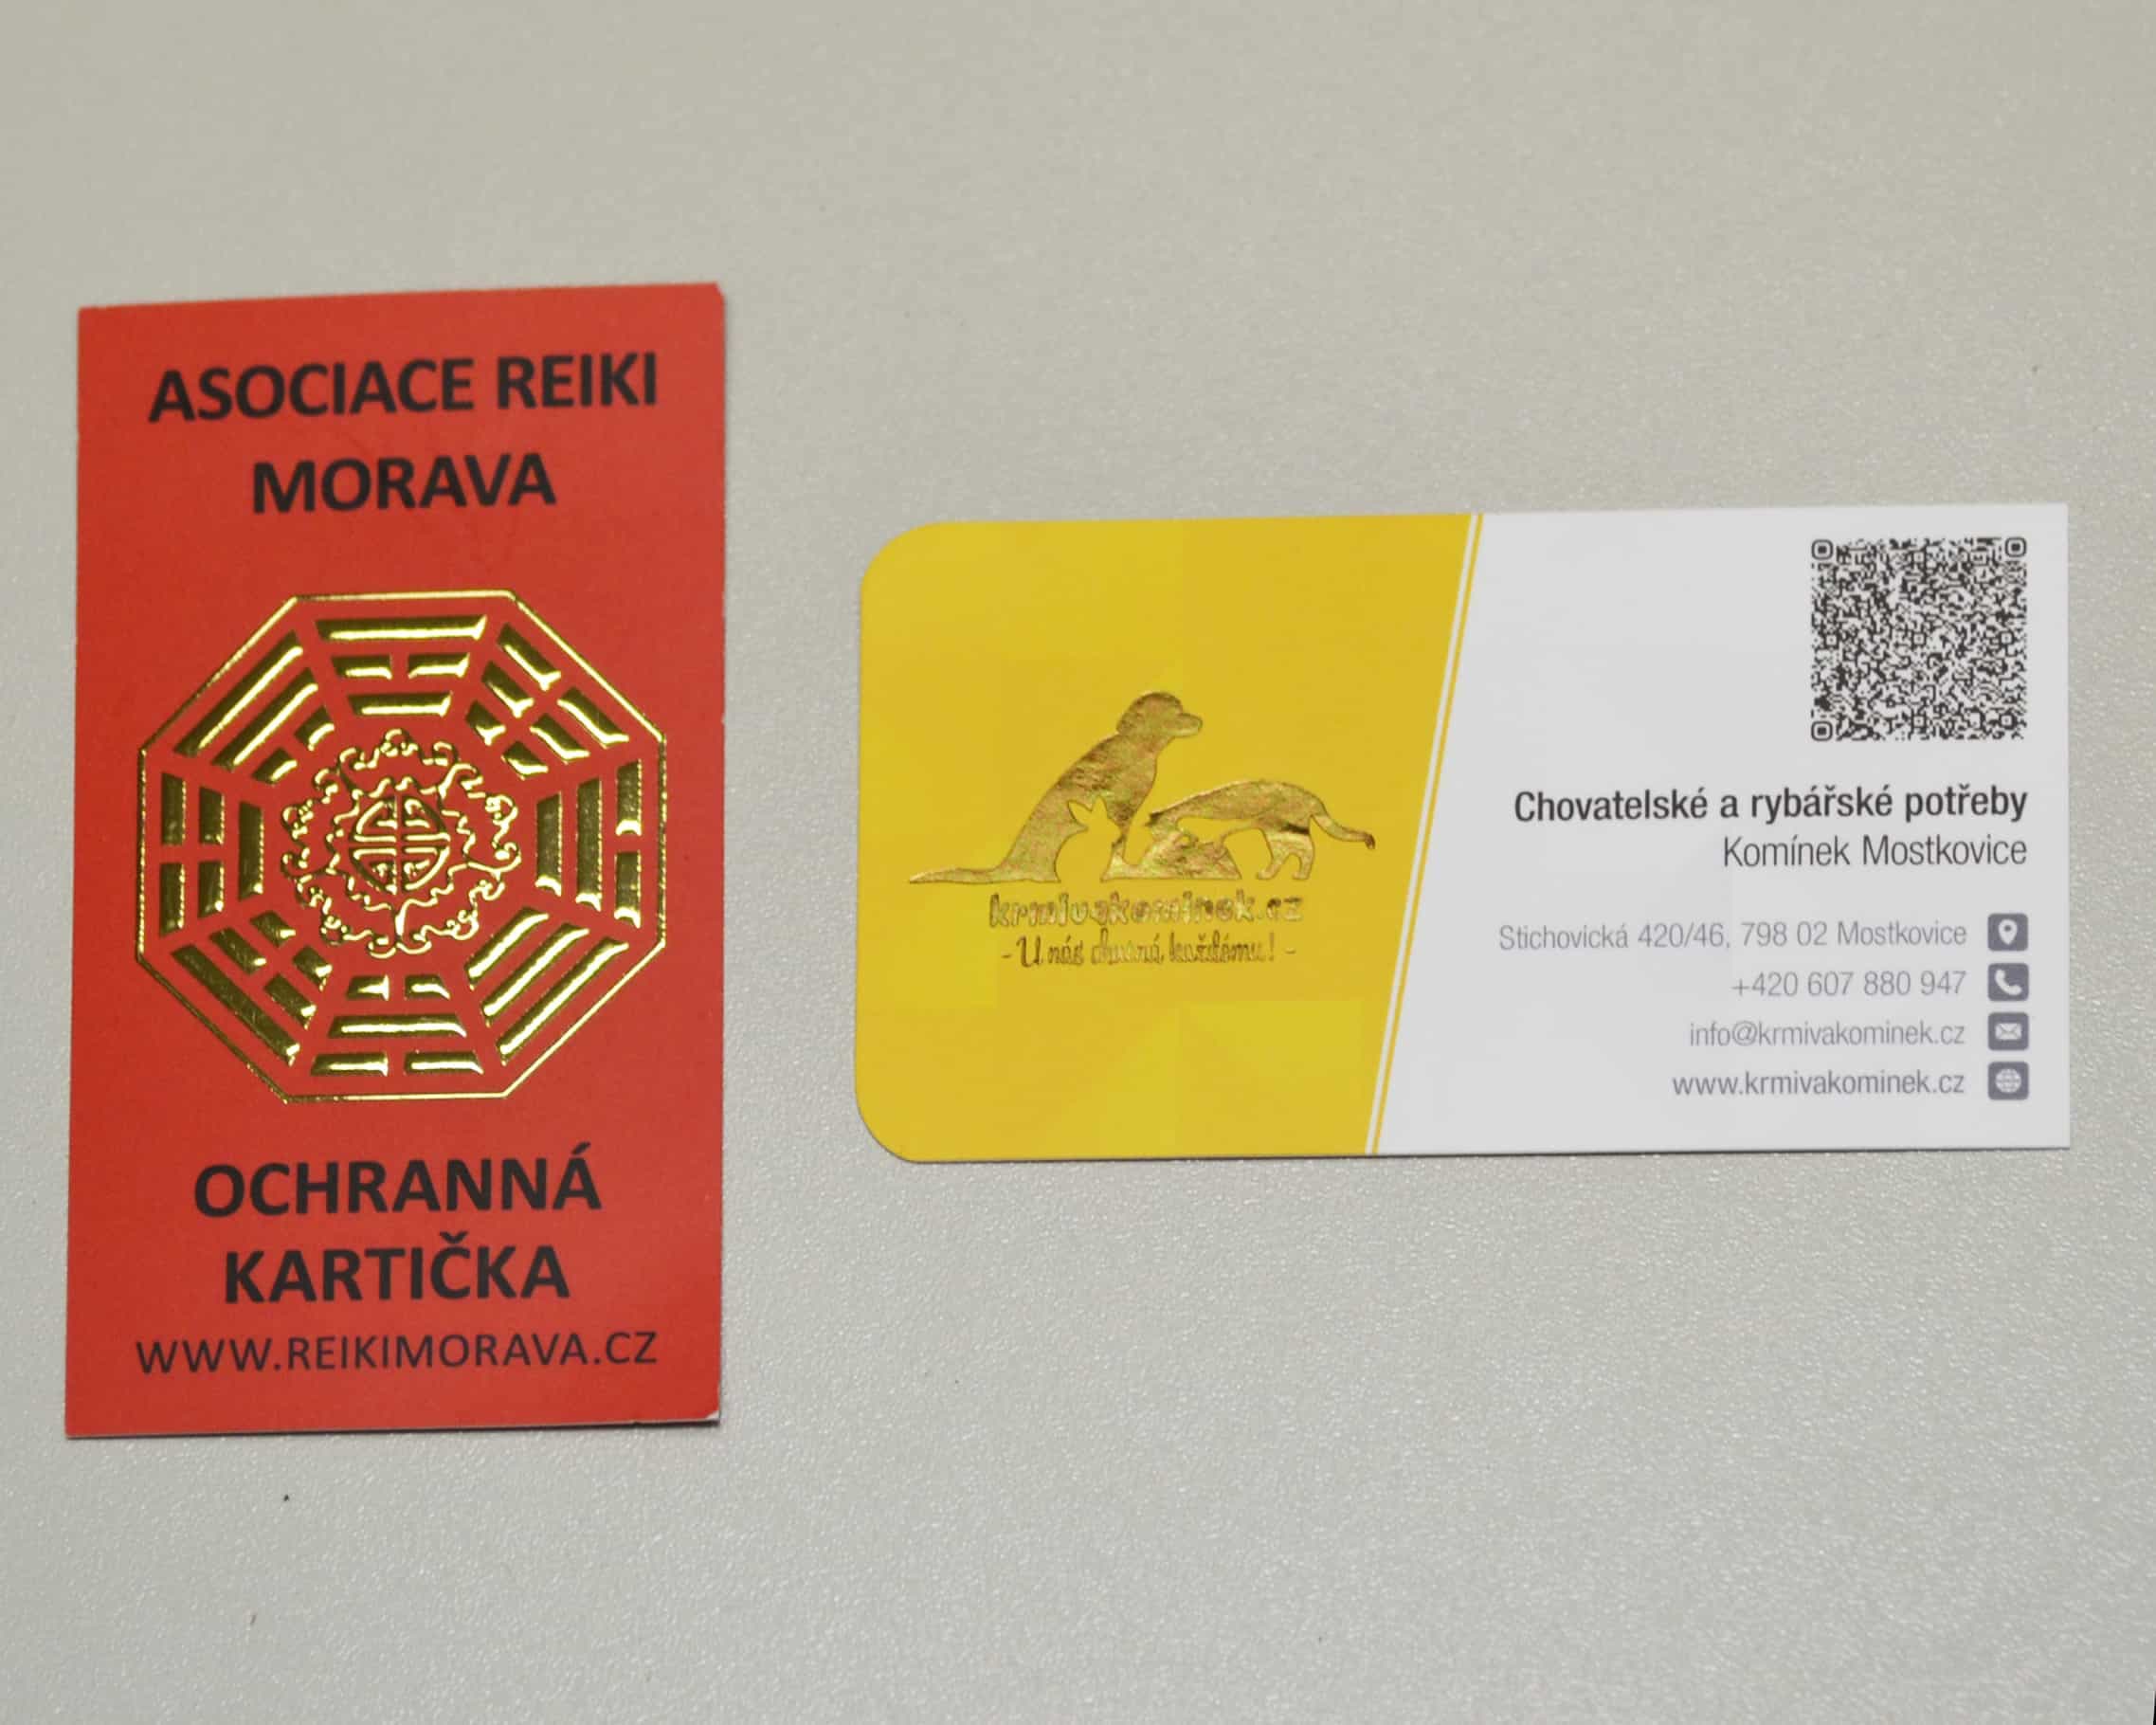 ASOCIACE REIKI
MORAVA
OCHRANNÁ
KARTIČKA
WWW.REIKIMORAVA.CZ
krmivakominek.cz
- U nás chutná každému! -
Chovatelské a rybářské potřeby
Komínek Mostkovice
Stichovická 420/46, 798 02 Mostkovice
+420 607 880 947
info@krmivakominek.cz
www.krmivakominek.cz